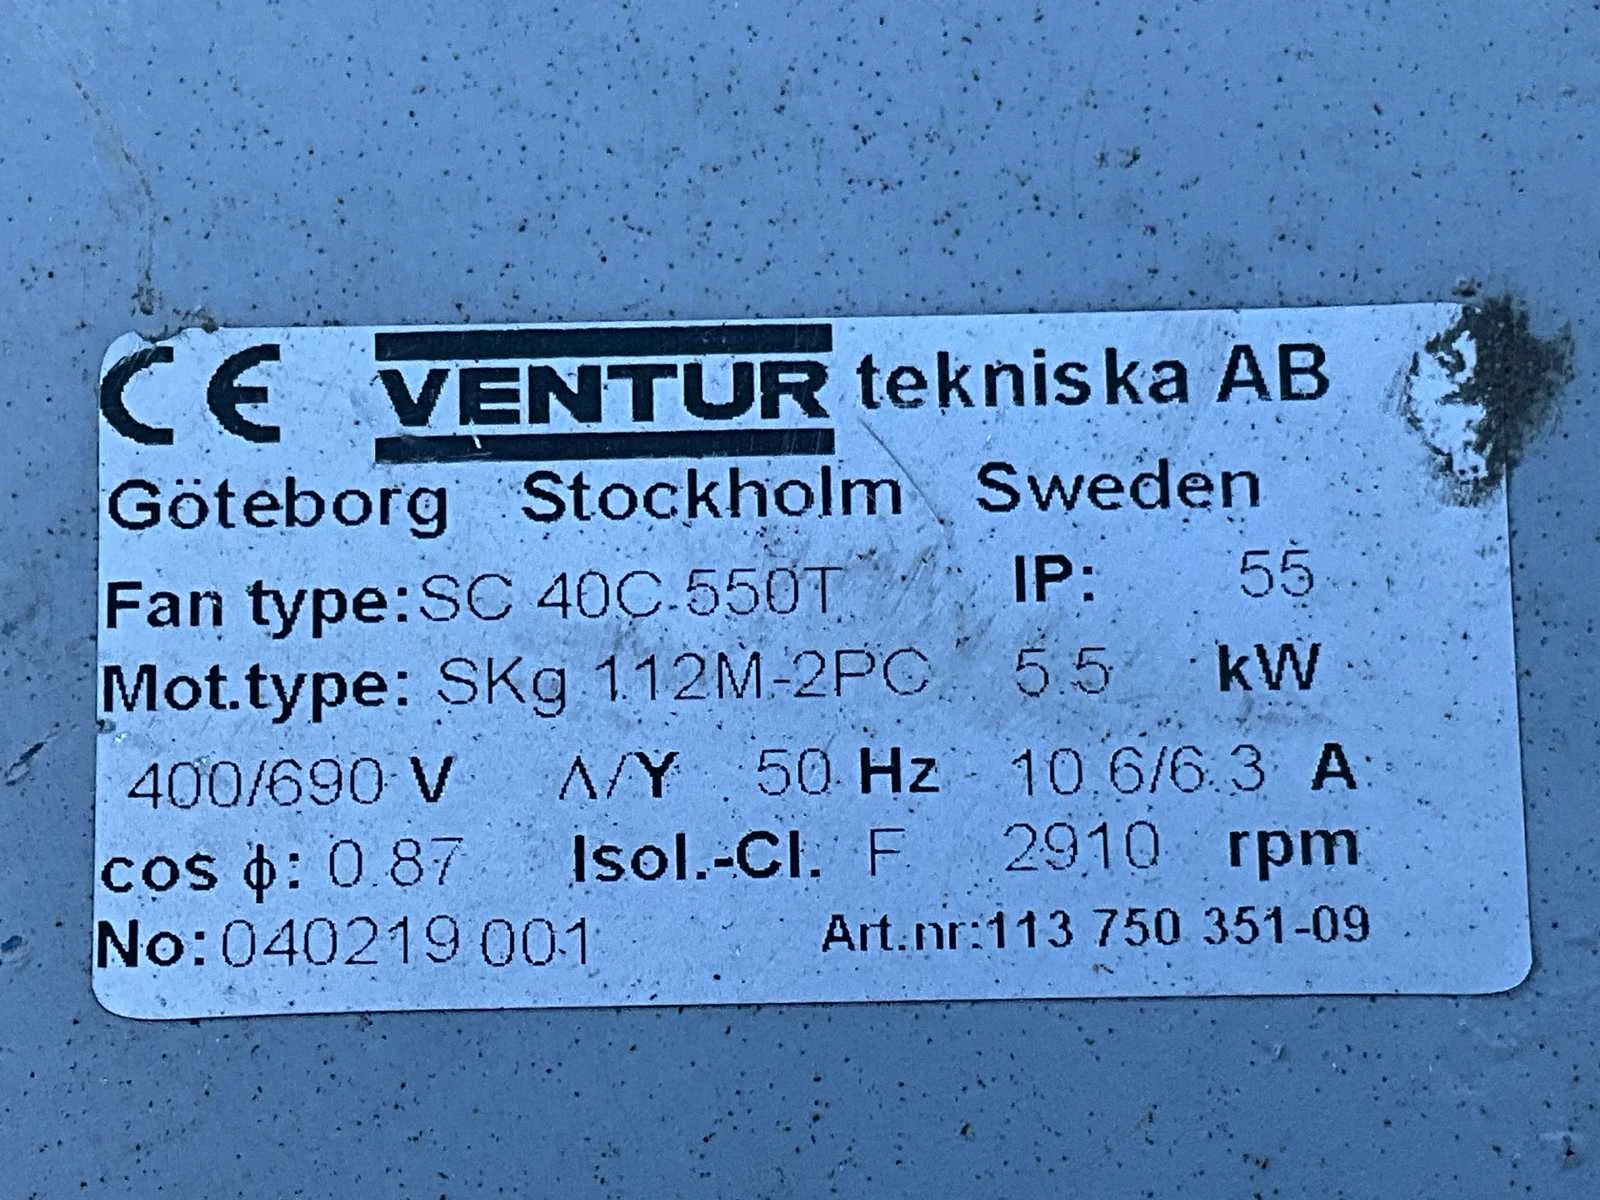 CE VENTUR tekniska AB
Göteborg Stockholm Sweden
Fan type: SC 40C 550T IP: 55
Mot.type: SKg 112M-2PC 5.5 kW
400/690 V Λ/Y 50 Hz 10.6/6.3 A
cos ϕ: 0.87 Isol.-Cl. F 2910 rpm
No: 040219 001 Art.nr:113 750 351-09